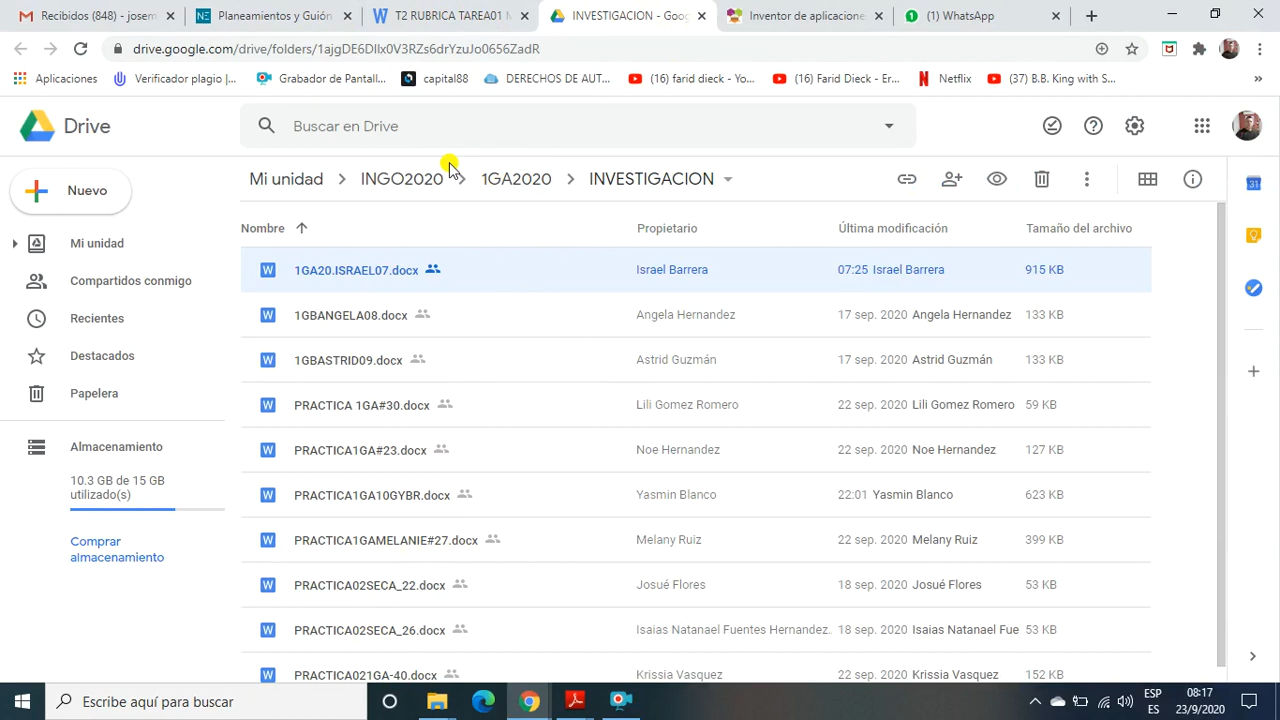 Recibidos (848) - josem
Planeamientos y Guión
T2 RUBRICA TAREA01 M
INVESTIGACION - Goog
Inventor de aplicacione
(1) WhatsApp
drive.google.com/drive/folders/
Aplicaciones
Verificador plagio |...
Grabador de Pantall...
capital88
DERECHOS DE AUT...
(16) farid dieck - Yo...
(16) Farid Dieck - Er...
Netflix
(37) B.B. King with S...
»
Drive
Buscar en Drive
Nuevo
Mi unidad > INGO2020 > 1GA2020 > INVESTIGACION
Nombre Propietario Última modificación Tamaño del archivo
1GA20.ISRAEL07.docx Israel Barrera 07:25 Israel Barrera 915 KB
1GBANGELA08.docx Angela Hernandez 17 sep. 2020 Angela Hernandez 133 KB
1GBASTRID09.docx Astrid Guzmán 17 sep. 2020 Astrid Guzmán 133 KB
PRACTICA 1GA#30.docx Lili Gomez Romero 22 sep. 2020 Lili Gomez Romero 59 KB
PRACTICA1GA#23.docx Noe Hernandez 22 sep. 2020 Noe Hernandez 127 KB
PRACTICA1GA10GYBR.docx Yasmin Blanco 22:01 Yasmin Blanco 623 KB
PRACTICA1GAMELANIE#27.docx Melany Ruiz 22 sep. 2020 Melany Ruiz 399 KB
PRACTICA02SECA_22.docx Josué Flores 18 sep. 2020 Josué Flores 53 KB
PRACTICA02SECA_26.docx Isaias Natanael Fuentes Hernandez.. 18 sep. 2020 Isaias Natanael Fue 53 KB
PRACTICA021GA-40.docx Krissia Vasquez 22 sep. 2020 Krissia Vasquez 152 KB
Mi unidad
Compartidos conmigo
Recientes
Destacados
Papelera
Almacenamiento
10.3 GB de 15 GB
utilizado(s)
Comprar
almacenamiento
31
Escribe aquí para buscar
ESP
ES
08:17
23/9/2020